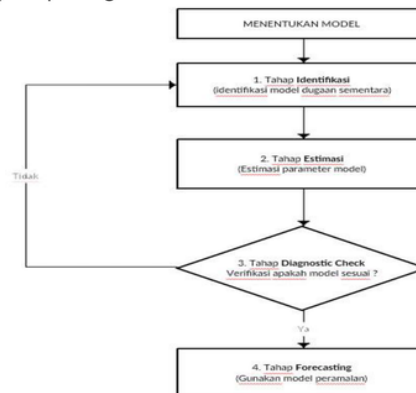 MENENTUKAN MODEL
1. Tahap Identifikasi
(identifikasi model dugaan sementara)
2. Tahap Estimasi
(Estimasi parameter model)
Tidak
3. Tahap Diagnostic Check
Verifikasi apakah model sesuai ?
Ya
4. Tahap Forecasting
(Gunakan model peramalan)